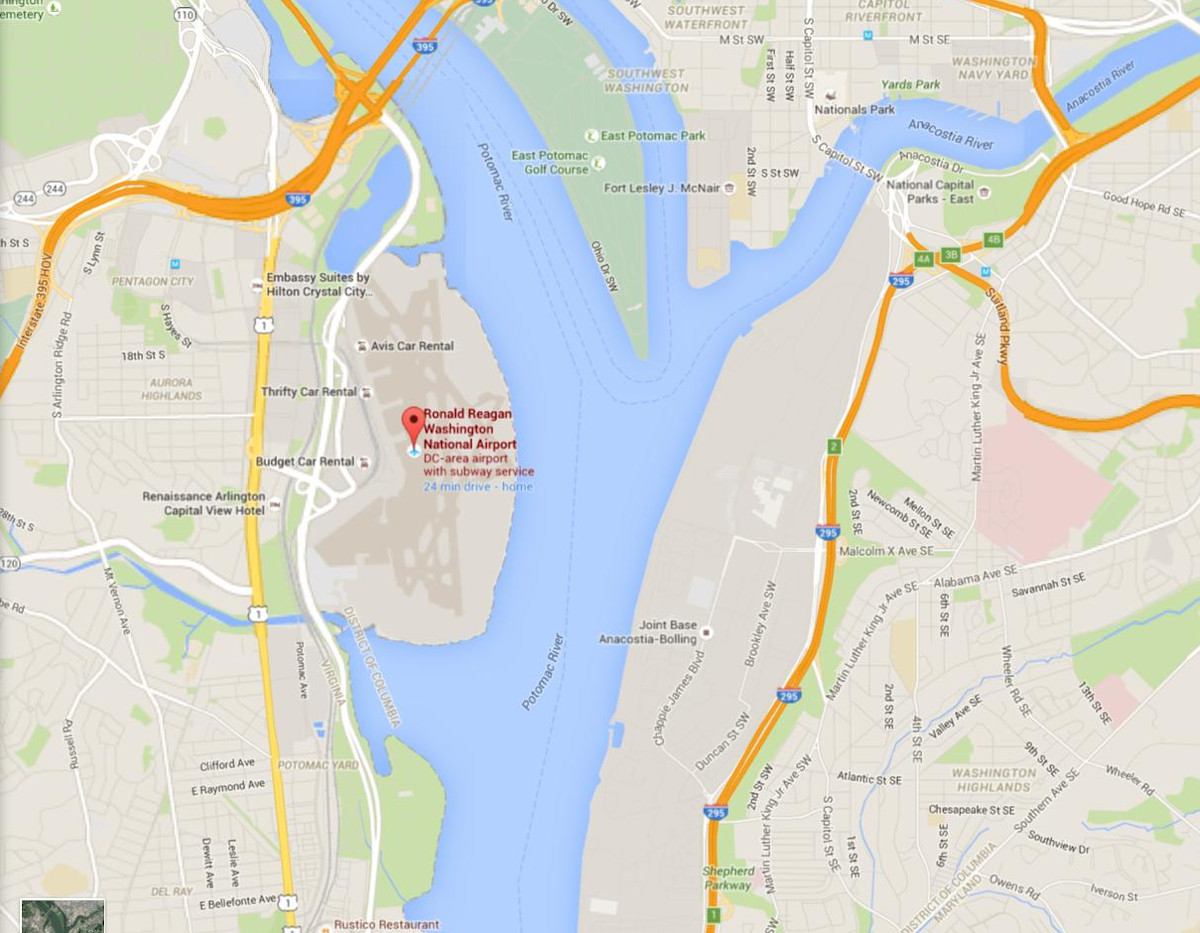 110
395
395
Dr SW
SOUTHWEST
WATERFRONT
M St SW
CAPITOL
RIVERFRONT
M St SE
S Capitol St SW
First St SW
Half St SW
SOUTHWEST
WASHINGTON
WASHINGTON
NAVY YARD
Yards Park
Nationals Park
Anacostia River
Anacostia River
Potomac River
East Potomac Park
East Potomac
Golf Course
2nd St SW
S St SW
S Capitol St SW
Anacostia Dr
Fort Lesley J. McNair
National Capital
Parks - East
Good Hope Rd SE
244
244
395
S Lynn St
Interstate 395 HOV
PENTAGON CITY
Embassy Suites by
Hilton Crystal City...
Ohio Dr SW
4A
3B
4B
295
Suitland Pkwy
1
S Hayes St
18th St S
S Arlington Ridge Rd
Avis Car Rental
AURORA
HIGHLANDS
Thrifty Car Rental
Martin Luther King Jr Ave SE
Ronald Reagan
Washington
National Airport
DC-area airport
with subway service
24 min drive - home
Budget Car Rental
2
Renaissance Arlington
Capital View Hotel
28th St S
2nd St SE
Newcomb St SE
Mellon St SE
295
Malcolm X Ave SE
120
Mt Vernon Ave
Alabama Ave SE
Savannah St SE
6th St SE
1
DISTRICT OF COLUMBIA
VIRGINIA
Potomac Ave
Potomac River
Joint Base
Anacostia-Bolling
Brookley Ave SW
Chappie James Blvd
Duncan St SW
Martin Luther King Jr Ave SE
295
2nd St SE
4th St SE
Wheeler Rd SE
Valley Ave SE
13th St SE
9th St SE
Wheeler Rd
Russell Rd
Clifford Ave
POTOMAC YARD
E Raymond Ave
2nd St SW
Martin Luther King Jr Ave SW
Atlantic St SE
WASHINGTON
HIGHLANDS
Southern Ave SE
295
S Capitol St SE
1st St SE
Chesapeake St SE
6th St SE
Southview Dr
Dewitt Ave
Leslie Ave
DEL RAY
E Bellefonte Ave
1
Shepherd
Parkway
1
DISTRICT OF COLUMBIA
MARYLAND
Owens Rd
Iverson St
Rustico Restaurant